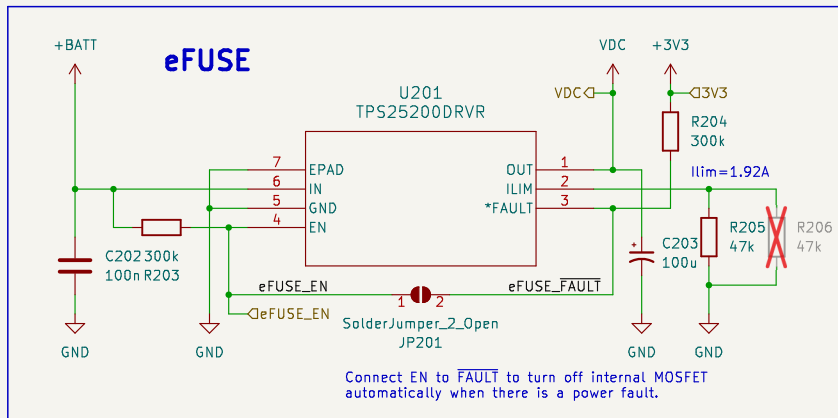 eFUSE
+BATT
VDC
+3V3
U201
TPS25200DRVR
VDC
3V3
R204
300k
7 EPAD
6 IN
5 GND
4 EN
OUT 1
ILIM 2
*FAULT 3
Ilim=1.92A
C202
100n
300k
R203
C203
100u
R205
47k
R206
47k
eFUSE_EN
1 2
eFUSE_FAULT
eFUSE_EN
SolderJumper_2_Open
JP201
GND
GND
GND
GND
Connect EN to FAULT to turn off internal MOSFET
automatically when there is a power fault.